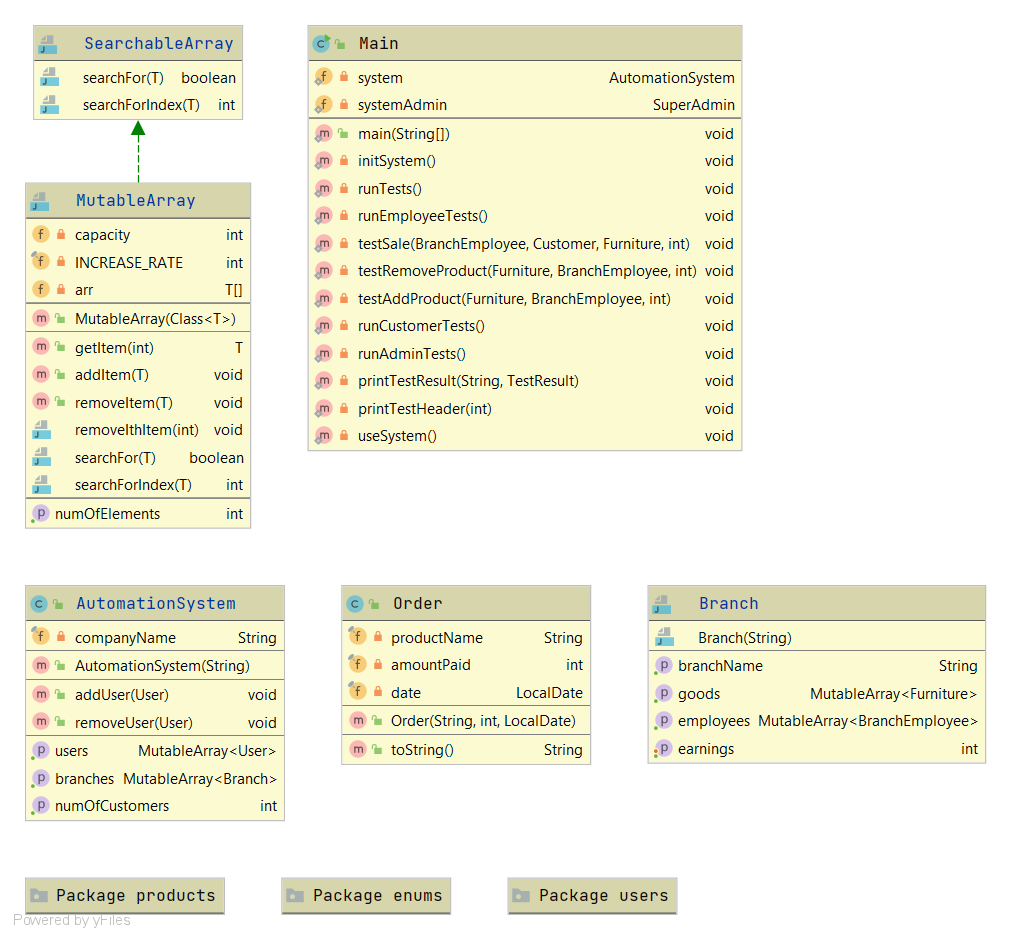 SearchableArray
searchFor(T) boolean
searchForIndex(T) int
Main
system AutomationSystem
systemAdmin SuperAdmin
main(String[]) void
initSystem() void
runTests() void
runEmployeeTests() void
testSale(BranchEmployee, Customer, Furniture, int) void
testRemoveProduct(Furniture, BranchEmployee, int) void
testAddProduct(Furniture, BranchEmployee, int) void
runCustomerTests() void
runAdminTests() void
printTestResult(String, TestResult) void
printTestHeader(int) void
useSystem() void
MutableArray
capacity int
INCREASE_RATE int
arr T[]
MutableArray(Class<T>)
getItem(int) T
addItem(T) void
removeItem(T) void
removeIthItem(int) void
searchFor(T) boolean
searchForIndex(T) int
numOfElements int
AutomationSystem
companyName String
AutomationSystem(String)
addUser(User) void
removeUser(User) void
users MutableArray<User>
branches MutableArray<Branch>
numOfCustomers int
Order
productName String
amountPaid int
date LocalDate
Order(String, int, LocalDate)
toString() String
Branch
Branch(String)
branchName String
goods MutableArray<Furniture>
employees MutableArray<BranchEmployee>
earnings int
Package products
Package enums
Package users
Powered by yFiles